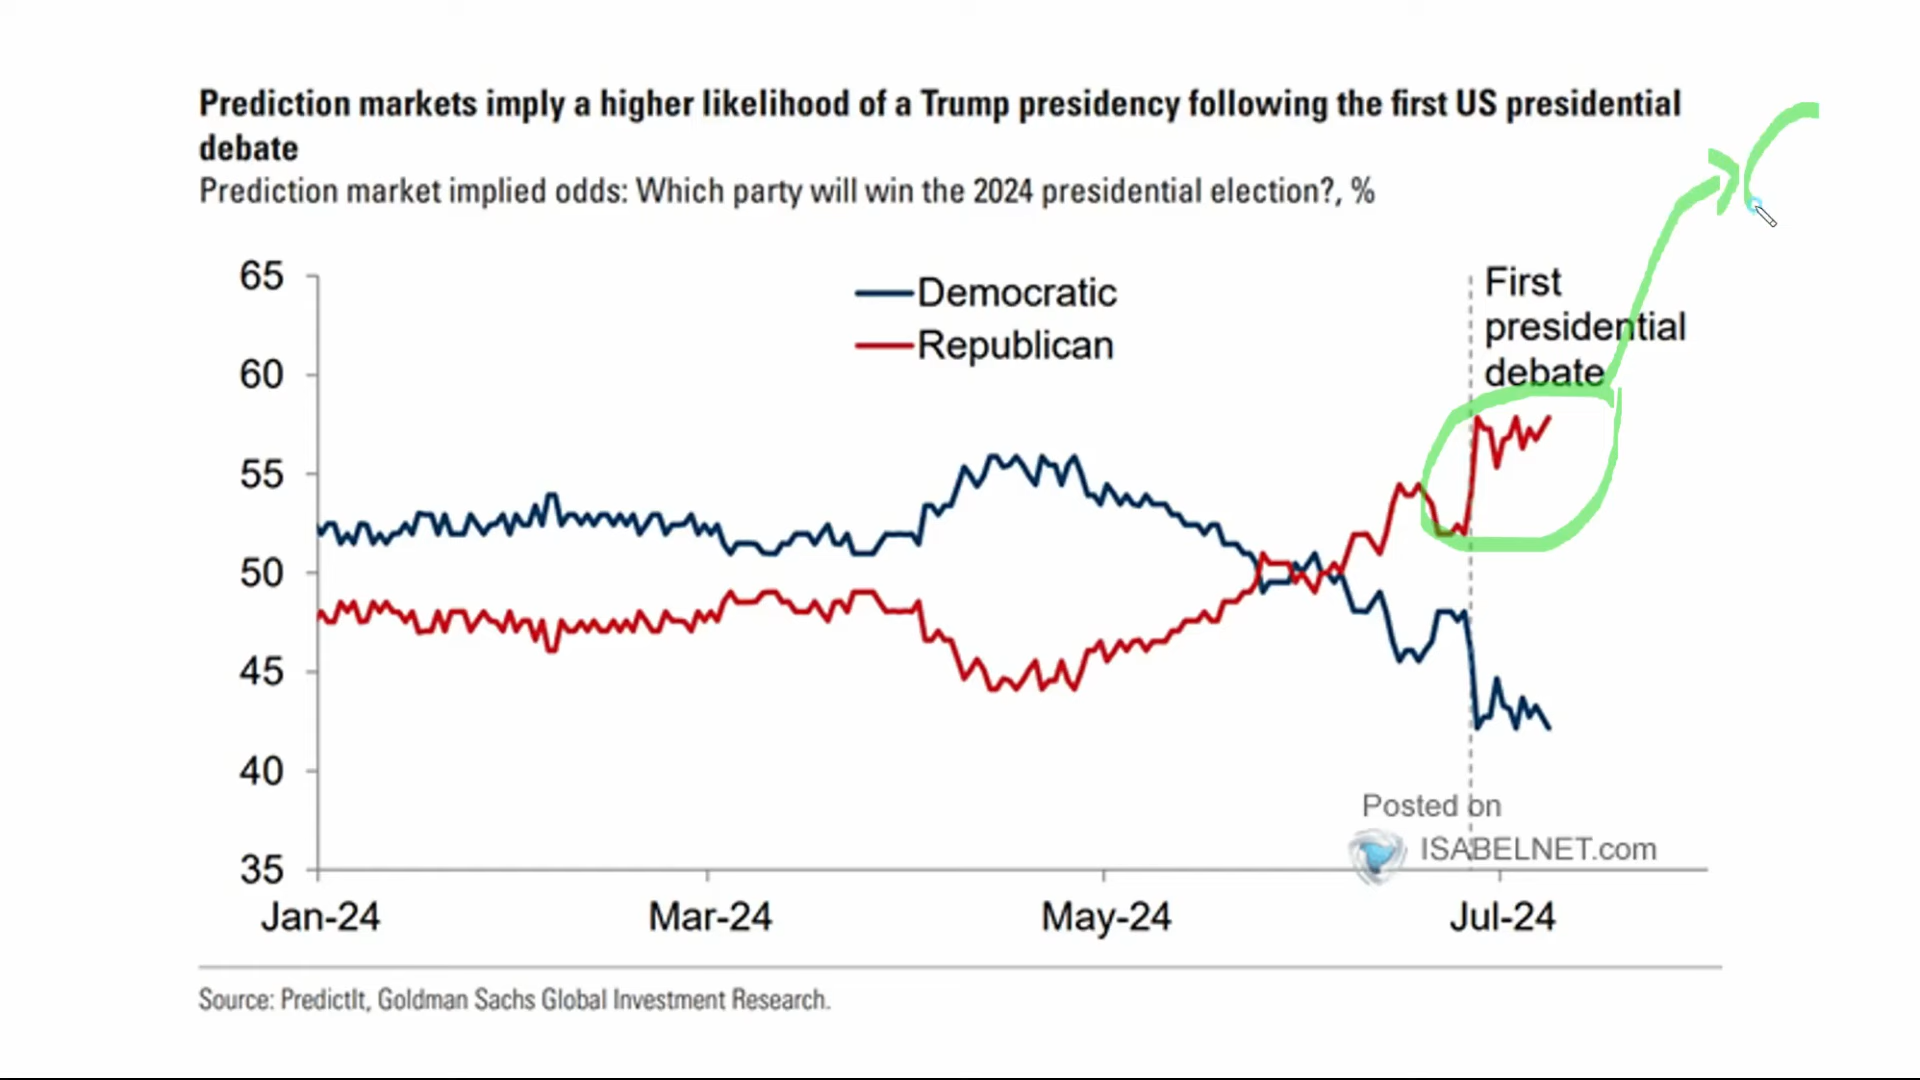 Prediction markets imply a higher likelihood of a Trump presidency following the first US presidential
debate
Prediction market implied odds: Which party will win the 2024 presidential election?, %
65
60
55
50
45
40
35
Democratic
Republican
First
presidential
debate
Posted on
ISABELNET.com
Jan-24
Mar-24
May-24
Jul-24
Source: PredictIt, Goldman Sachs Global Investment Research.